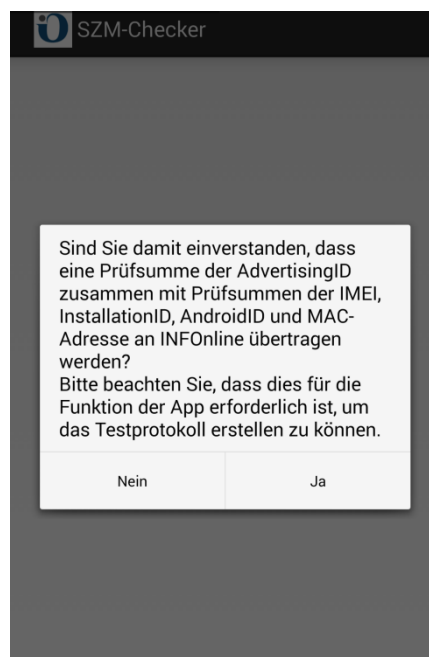 SZM-Checker
Sind Sie damit einverstanden, dass
eine Prüfsumme der AdvertisingID
zusammen mit Prüfsummen der IMEI,
InstallationID, AndroidID und MAC-
Adresse an INFOnline übertragen
werden?
Bitte beachten Sie, dass dies für die
Funktion der App erforderlich ist, um
das Testprotokoll erstellen zu können.
Nein Ja